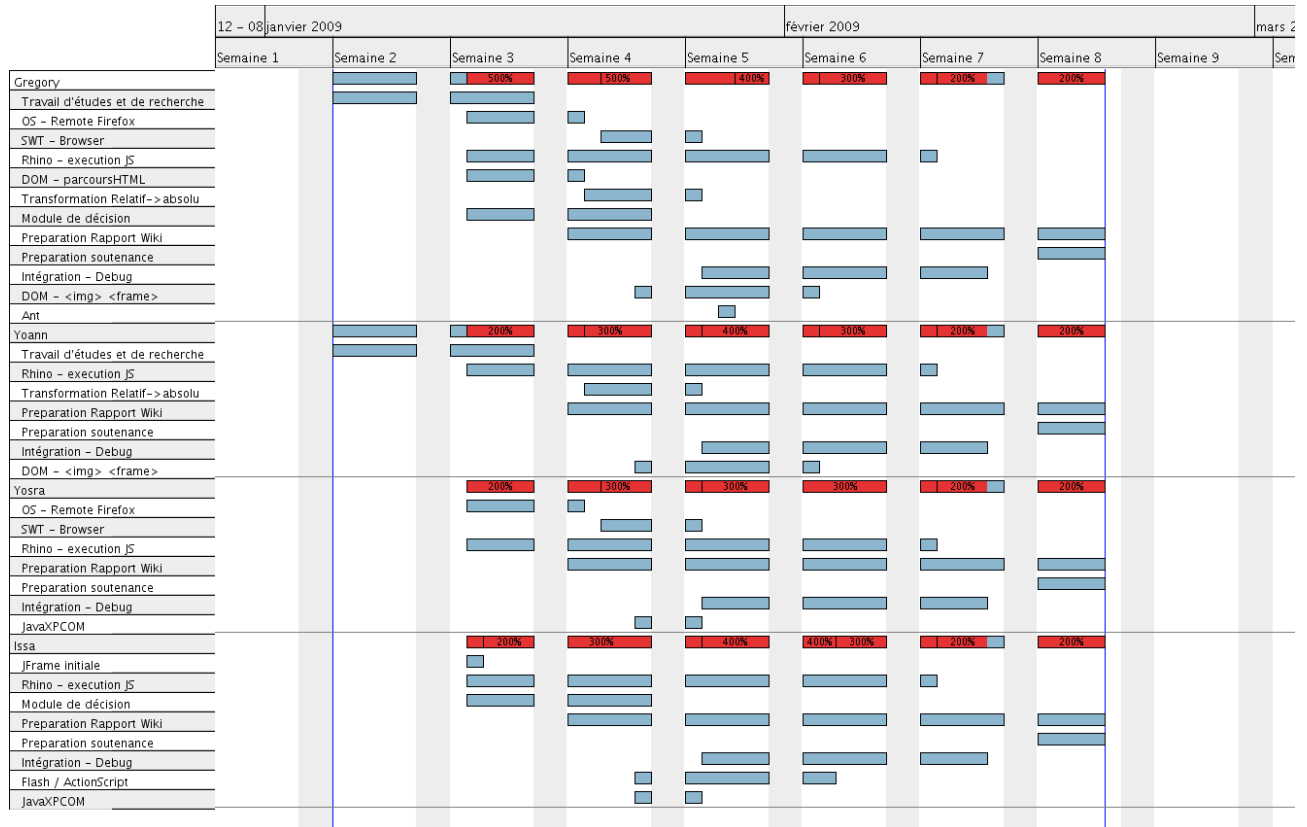 12 – 08 janvier 2009 février 2009 mars 2
Semaine 1 Semaine 2 Semaine 3 Semaine 4 Semaine 5 Semaine 6 Semaine 7 Semaine 8 Semaine 9 Sem
Gregory 500% 500% 400% 300% 200% 200%
Travail d'études et de recherche
OS – Remote Firefox
SWT – Browser
Rhino – execution JS
DOM – parcoursHTML
Transformation Relatif->absolu
Module de décision
Preparation Rapport Wiki
Preparation soutenance
Intégration – Debug
DOM – <img> <frame>
Ant
Yoann 200% 300% 400% 300% 200% 200%
Travail d'études et de recherche
Rhino – execution JS
Transformation Relatif->absolu
Preparation Rapport Wiki
Preparation soutenance
Intégration – Debug
DOM – <img> <frame>
Yosra 200% 300% 300% 300% 200% 200%
OS – Remote Firefox
SWT – Browser
Rhino – execution JS
Preparation Rapport Wiki
Preparation soutenance
Intégration – Debug
JavaXPCOM
Issa 200% 300% 400% 400% 300% 200% 200%
JFrame initiale
Rhino – execution JS
Module de décision
Preparation Rapport Wiki
Preparation soutenance
Intégration – Debug
Flash / ActionScript
JavaXPCOM